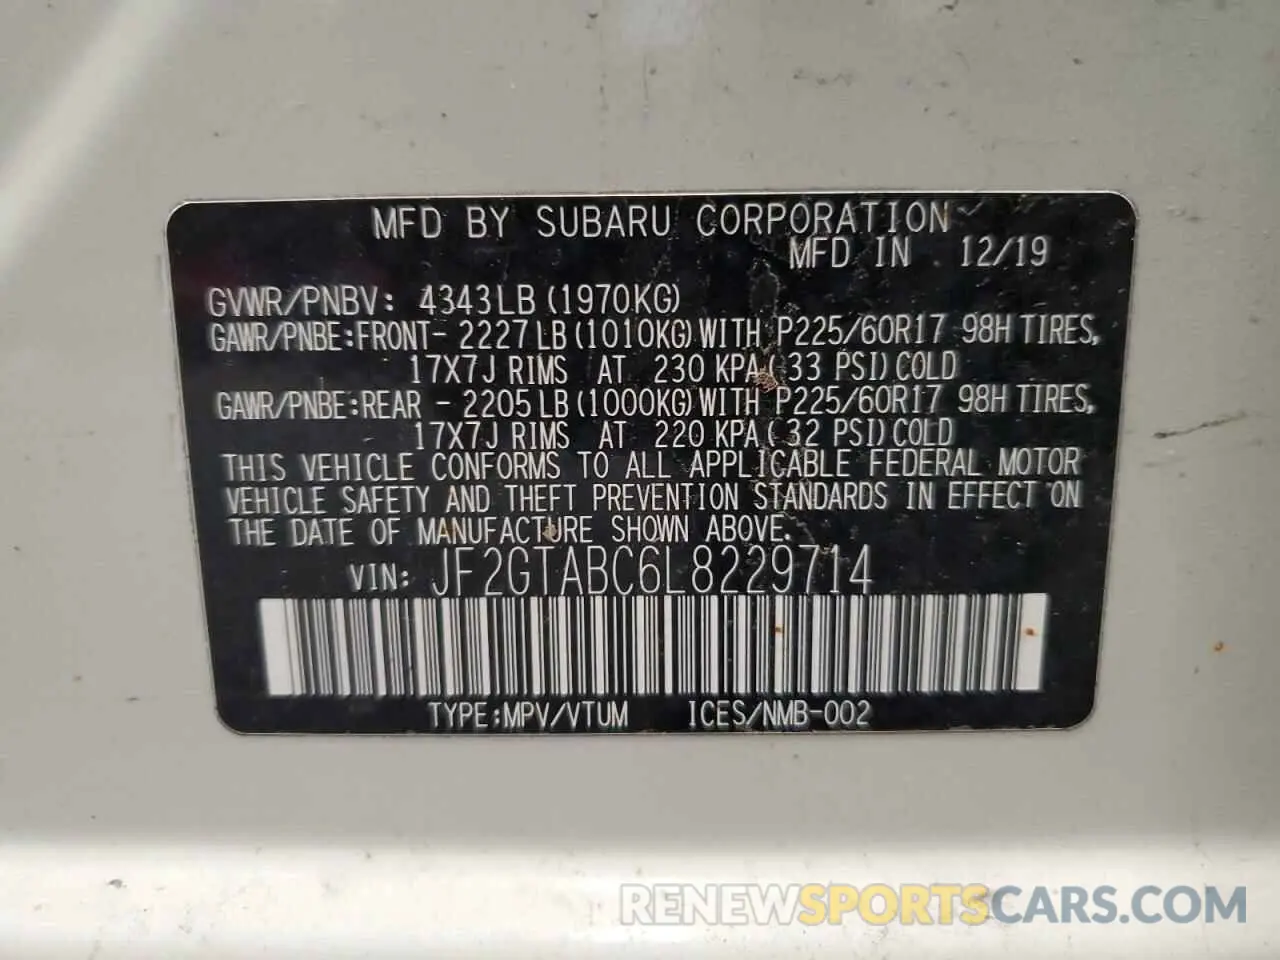 MFD BY SUBARU CORPORATION
MFD IN 12/19
GVWR/PNBV: 4343LB (1970KG)
GAWR/PNBE:FRONT- 2227LB (1010KG) WITH P225/60R17 98H TIRES,
17X7J RIMS AT 230 KPA( 33 PSI) COLD
GAWR/PNBE:REAR - 2205LB (1000KG) WITH P225/60R17 98H TIRES,
17X7J RIMS AT 220 KPA( 32 PSI) COLD
THIS VEHICLE CONFORMS TO ALL APPLICABLE FEDERAL MOTOR
VEHICLE SAFETY AND THEFT PREVENTION STANDARDS IN EFFECT ON
THE DATE OF MANUFACTURE SHOWN ABOVE.
VIN: JF2GTABC6L8229714
TYPE:MPV/VTUM ICES/NMB-002
RENEWSPORTSCARS.COM